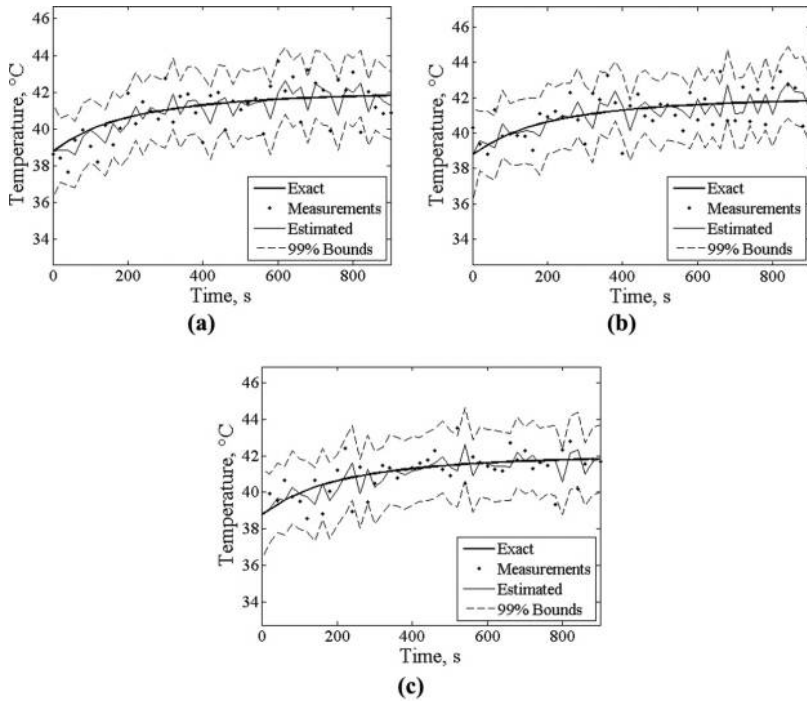 46
44
42
40
38
36
34
Temperature, °C
0
200
400
600
800
Time, s
Exact
Measurements
Estimated
99% Bounds
(a)
46
44
42
40
38
36
34
Temperature, °C
0
200
400
600
800
Time, s
Exact
Measurements
Estimated
99% Bounds
(b)
46
44
42
40
38
36
34
Temperature, °C
0
200
400
600
800
Time, s
Exact
Measurements
Estimated
99% Bounds
(c)